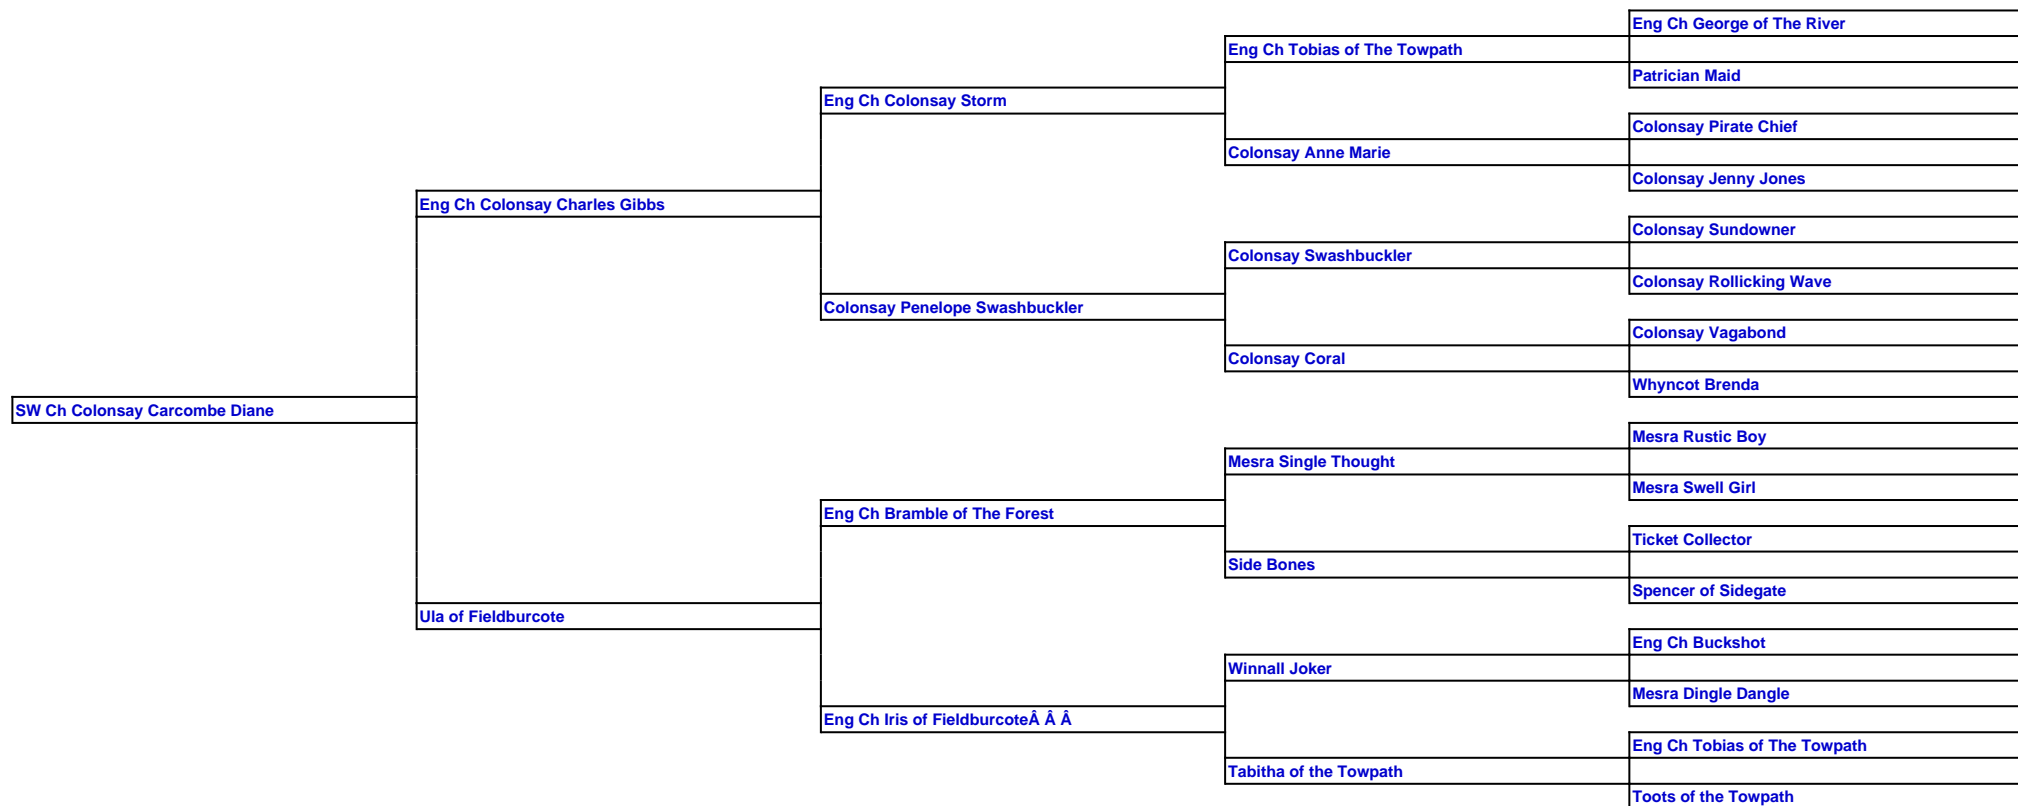 Eng Ch George of The River
Eng Ch Tobias of The Towpath
Patrician Maid
Eng Ch Colonsay Storm
Colonsay Pirate Chief
Colonsay Anne Marie
Colonsay Jenny Jones
Eng Ch Colonsay Charles Gibbs
Colonsay Sundowner
Colonsay Swashbuckler
Colonsay Rollicking Wave
Colonsay Penelope Swashbuckler
Colonsay Vagabond
Colonsay Coral
Whyncot Brenda
SW Ch Colonsay Carcombe Diane
Mesra Rustic Boy
Mesra Single Thought
Mesra Swell Girl
Eng Ch Bramble of The Forest
Ticket Collector
Side Bones
Spencer of Sidegate
Ula of Fieldburcote
Eng Ch Buckshot
Winnall Joker
Mesra Dingle Dangle
Eng Ch Iris of FieldburcoteÂ Â Â
Eng Ch Tobias of The Towpath
Tabitha of the Towpath
Toots of the Towpath